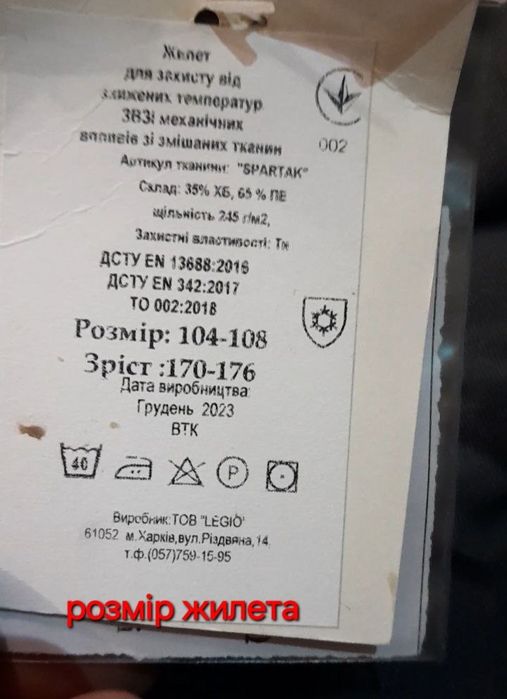 Жилет
для захисту від
знижених температур
ЗВЗі механічних
впливів зі змішаних тканин
002
Артикул тканини: "SPARTAK"
Склад: 35% ХБ, 65 % ПЕ
щільність 245 г/м2,
Захистні властивості: Тн
ДСТУ EN 13688:2016
ДСТУ EN 342:2017
ТО 002:2018
Розмір: 104-108
Зріст :170-176
Дата виробництва:
Грудень 2023
ВТК
40
P
Виробник:ТОВ "LEGIO"
61052 м.Харків,вул.Різдвяна,14
т.ф.(057)759-15-95
розмір жилета